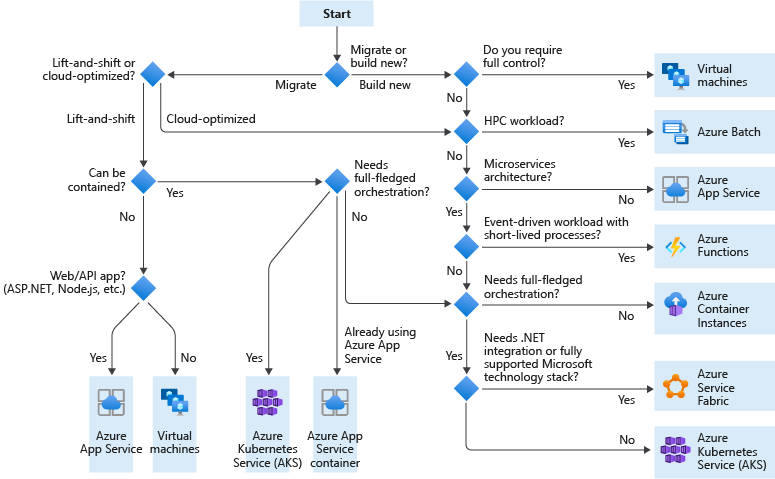 Start
Migrate or
build new?
Migrate
Build new
Lift-and-shift or
cloud-optimized?
Lift-and-shift
Cloud-optimized
Can be
contained?
Yes
No
Web/API app?
(ASP.NET, Node.js, etc.)
Yes
No
Azure
App Service
Virtual
machines
Needs
full-fledged
orchestration?
No
Yes
Already using
Azure App
Service
Azure
Kubernetes
Service (AKS)
Azure App
Service
container
Do you require
full control?
Yes
No
Virtual
machines
HPC workload?
Yes
No
Azure Batch
Microservices
architecture?
No
Yes
Azure
App Service
Event-driven workload with
short-lived processes?
Yes
No
Azure
Functions
Needs full-fledged
orchestration?
No
Yes
Azure
Container
Instances
Needs .NET
integration or fully
supported Microsoft
technology stack?
Yes
No
Azure
Service
Fabric
Azure
Kubernetes
Service (AKS)